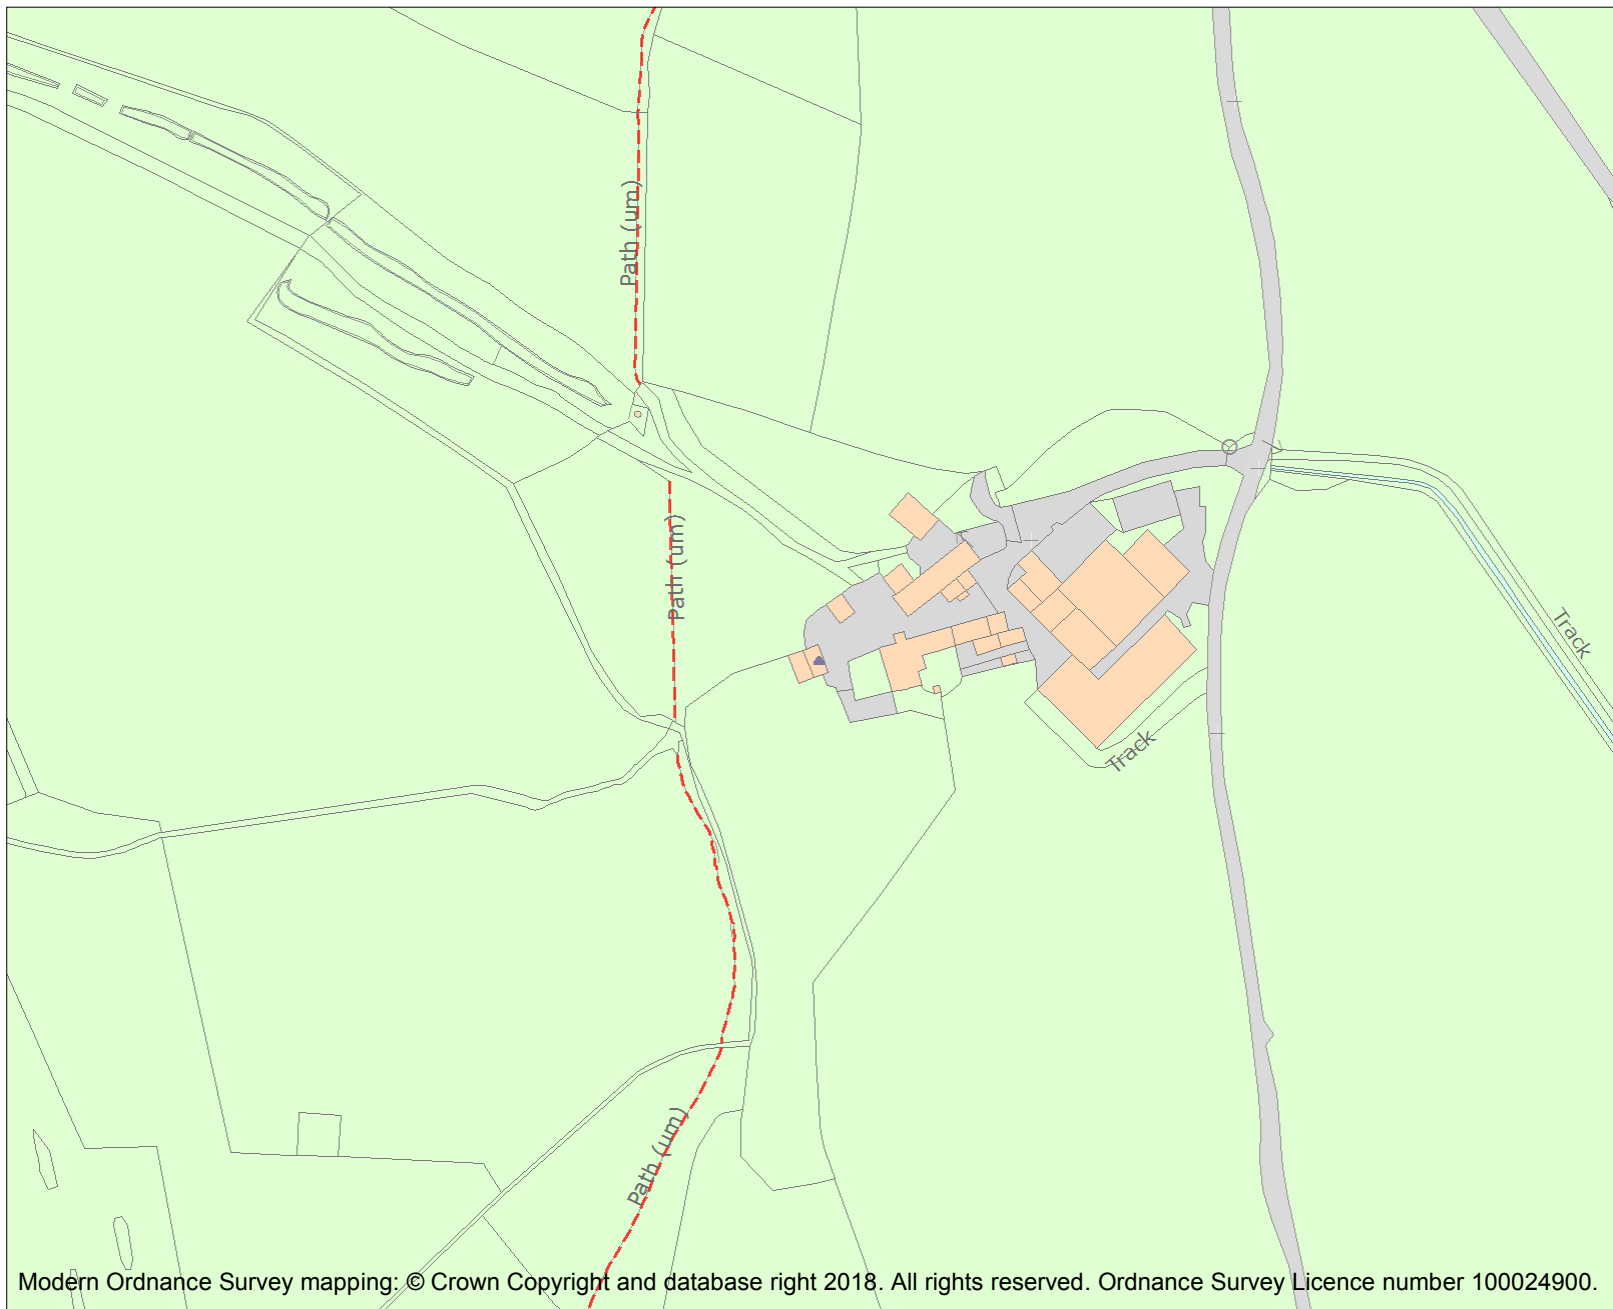 Path (um)
Path (um)
Track
Track
Path (um)
Modern Ordnance Survey mapping: © Crown Copyright and database right 2018. All rights reserved. Ordnance Survey Licence number 100024900.